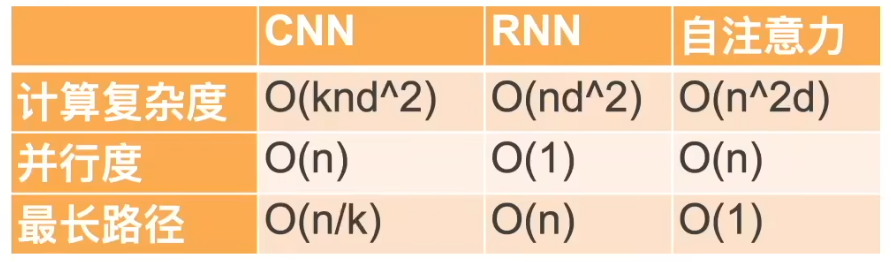 CNN RNN 自注意力
计算复杂度 O(knd^2) O(nd^2) O(n^2d)
并行度 O(n) O(1) O(n)
最长路径 O(n/k) O(n) O(1)